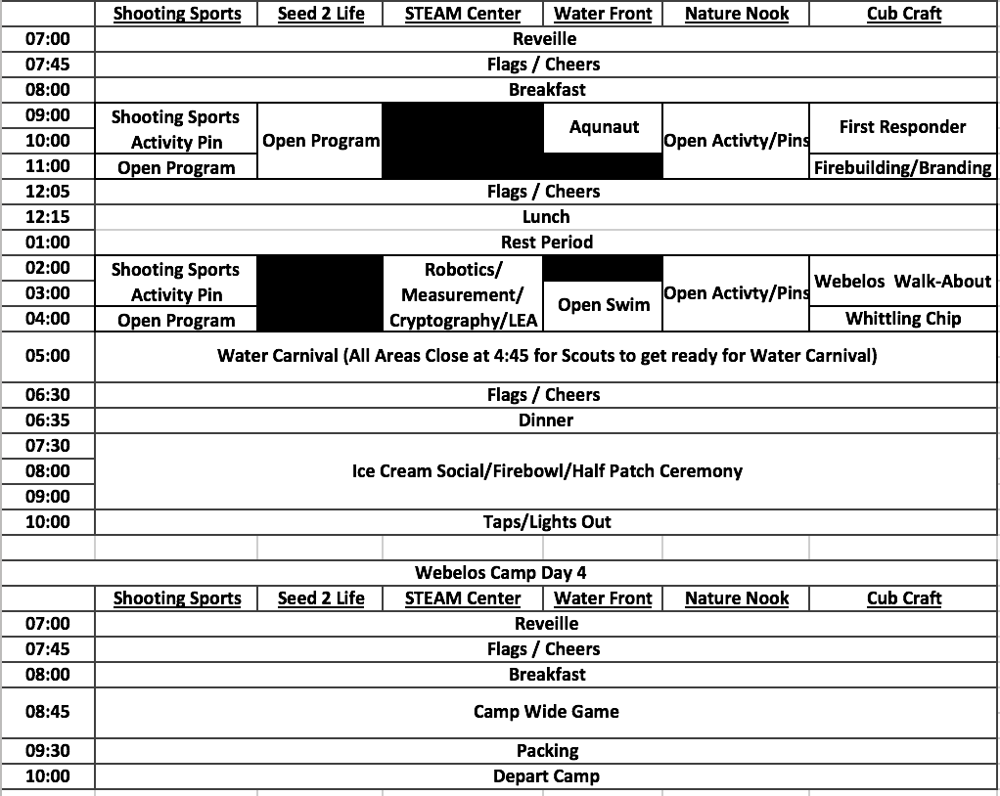 Shooting Sports Seed 2 Life STEAM Center Water Front Nature Nook Cub Craft
07:00 Reveille
07:45 Flags / Cheers
08:00 Breakfast
09:00 Shooting Sports Activity Pin Open Program Aqunaut Open Activty/Pins First Responder
10:00
11:00 Open Program Firebuilding/Branding
12:05 Flags / Cheers
12:15 Lunch
01:00 Rest Period
02:00 Shooting Sports Activity Pin Robotics/ Measurement/ Cryptography/LEA Open Activty/Pins Webelos Walk-About
03:00 Open Swim
04:00 Open Program Whittling Chip
05:00 Water Carnival (All Areas Close at 4:45 for Scouts to get ready for Water Carnival)
06:30 Flags / Cheers
06:35 Dinner
07:30
08:00 Ice Cream Social/Firebowl/Half Patch Ceremony
09:00
10:00 Taps/Lights Out
Webelos Camp Day 4
Shooting Sports Seed 2 Life STEAM Center Water Front Nature Nook Cub Craft
07:00 Reveille
07:45 Flags / Cheers
08:00 Breakfast
08:45 Camp Wide Game
09:30 Packing
10:00 Depart Camp